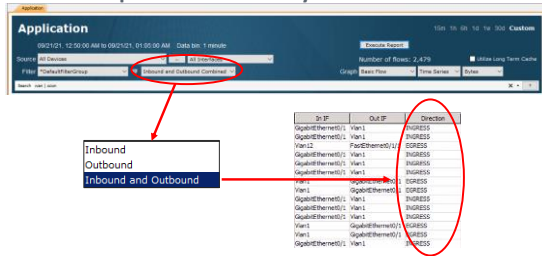 Application
Application
15m 1h 6h 1d 1w 30d Custom
09/21/21, 12:50:00 AM to 09/21/21, 01:05:00 AM Data bin: 1 minute
Execute Report
Source All Devices All Interfaces
Number of flows: 2,479
Utilize Long Term Cache
Filter *DefaultFilterGroup Inbound and Outbound Combined
Graph Basic Flow Time Series Bytes
Inbound
Outbound
Inbound and Outbound
In IF Out IF Direction
GigabitEthernet0/1 Vlan1 INGRESS
GigabitEthernet0/1 Vlan1 INGRESS
Vlan12 FastEthernet0/1/1 EGRESS
GigabitEthernet0/1 Vlan1 EGRESS
GigabitEthernet0/1 Vlan1 INGRESS
GigabitEthernet0/1 Vlan1 INGRESS
Vlan1 GigabitEthernet0/1 EGRESS
Vlan1 GigabitEthernet0/1 EGRESS
GigabitEthernet0/1 Vlan1 INGRESS
GigabitEthernet0/1 Vlan1 INGRESS
GigabitEthernet0/1 Vlan1 INGRESS
Vlan1 GigabitEthernet0/1 EGRESS
Vlan1 GigabitEthernet0/1 EGRESS
GigabitEthernet0/1 Vlan1 INGRESS